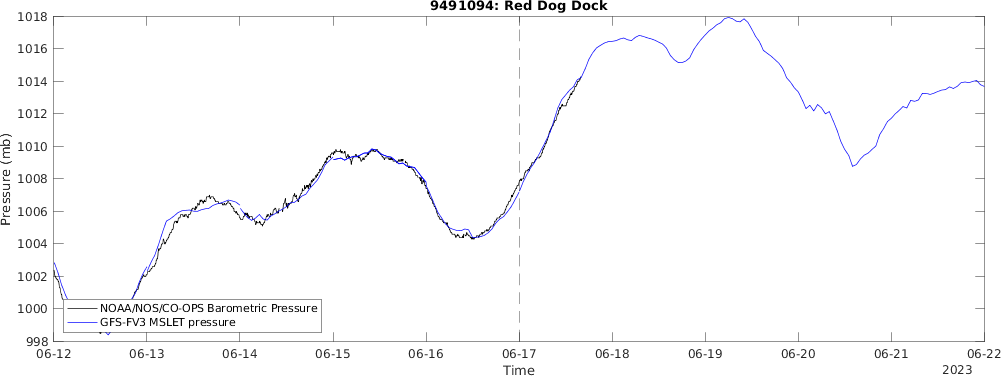 9491094: Red Dog Dock
Pressure (mb)
1018
1016
1014
1012
1010
1008
1006
1004
1002
1000
998
NOAA/NOS/CO-OPS Barometric Pressure
GFS-FV3 MSLET pressure
06-12 06-13 06-14 06-15 06-16 06-17 06-18 06-19 06-20 06-21 06-22
Time
2023